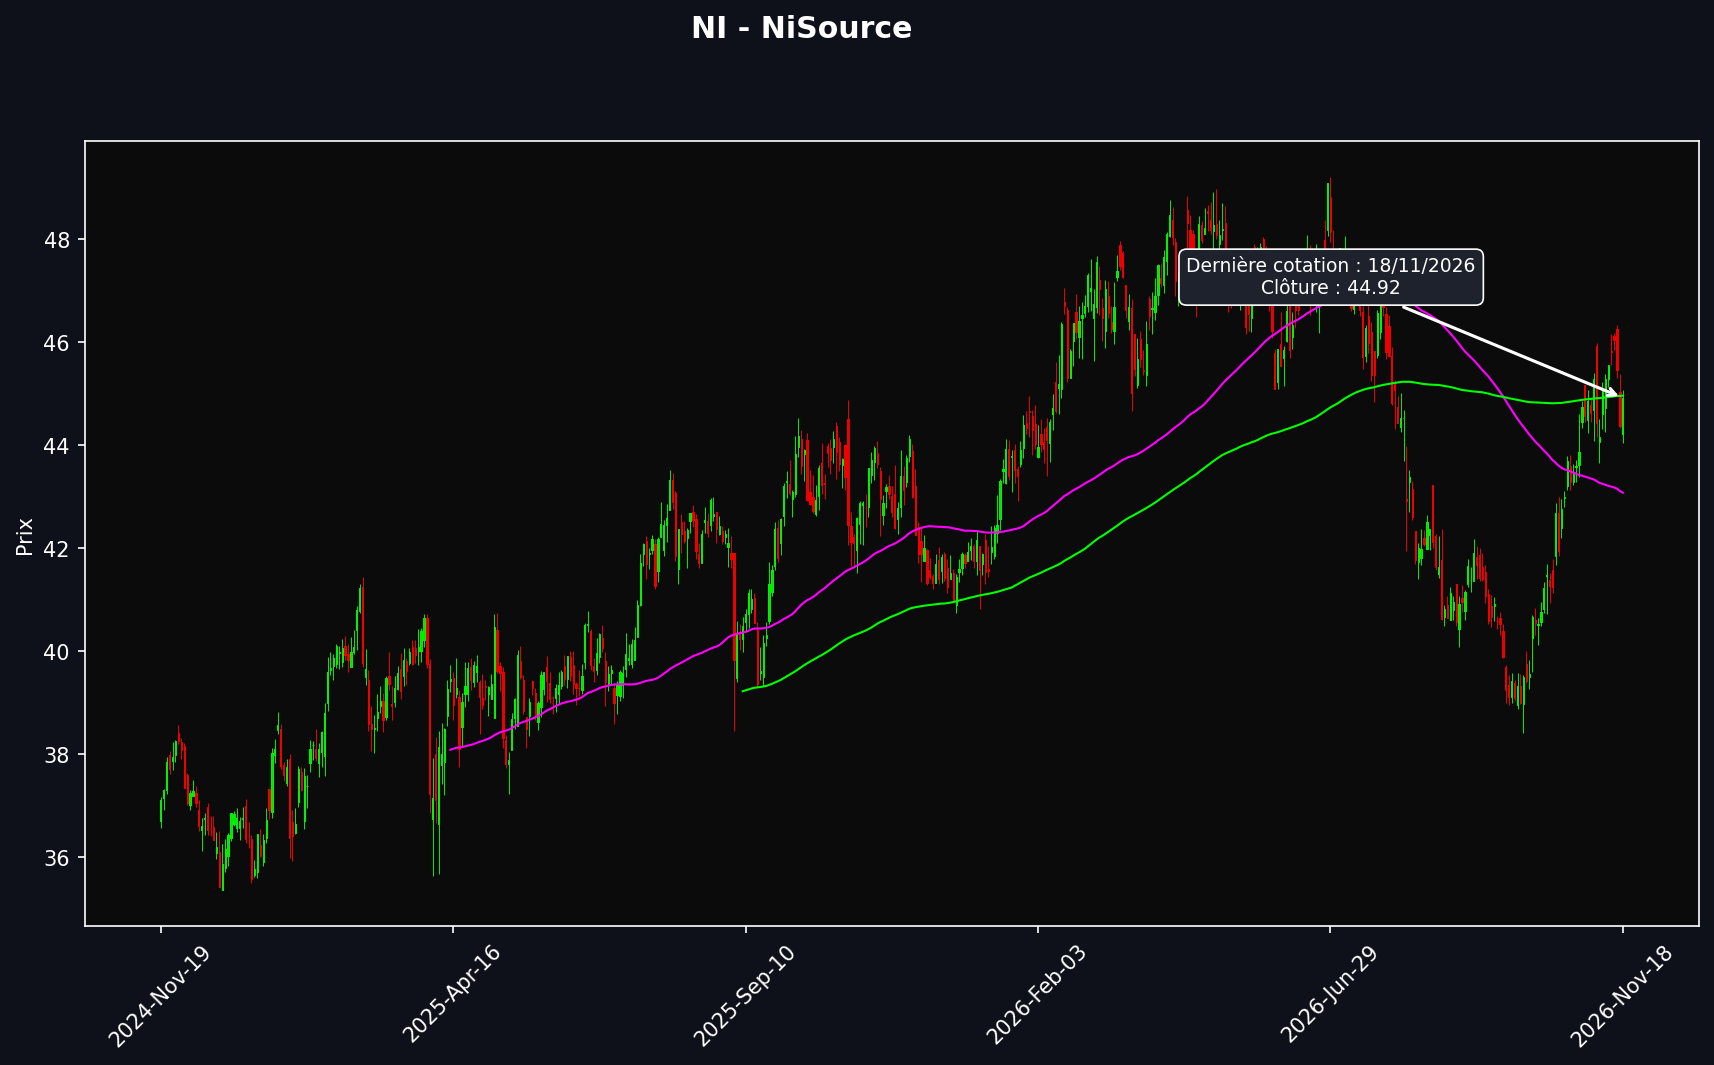 NI - NiSource
Dernière cotation : 18/11/2026
Clôture : 44.92
Prix
48
46
44
42
40
38
36
2024-Nov-19
2025-Apr-16
2025-Sep-10
2026-Feb-03
2026-Jun-29
2026-Nov-18